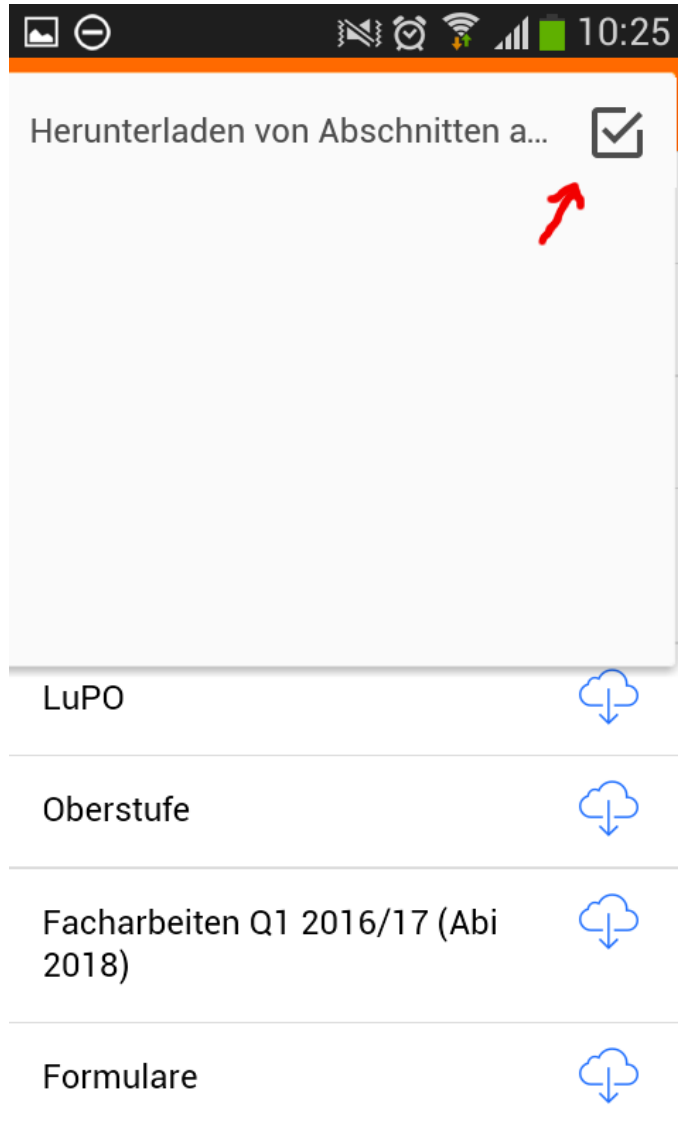 10:25
Herunterladen von Abschnitten a...
LuPO
Oberstufe
Facharbeiten Q1 2016/17 (Abi
2018)
Formulare